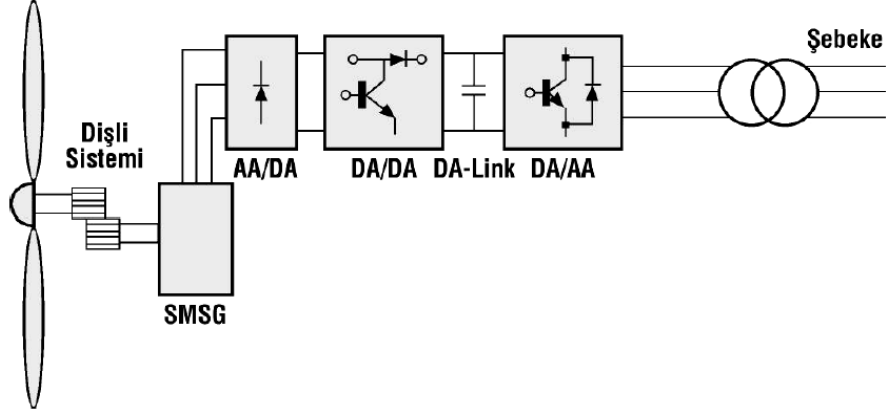 Şebeke
Dişli
Sistemi
AA/DA
DA/DA
DA-Link
DA/AA
SMSG